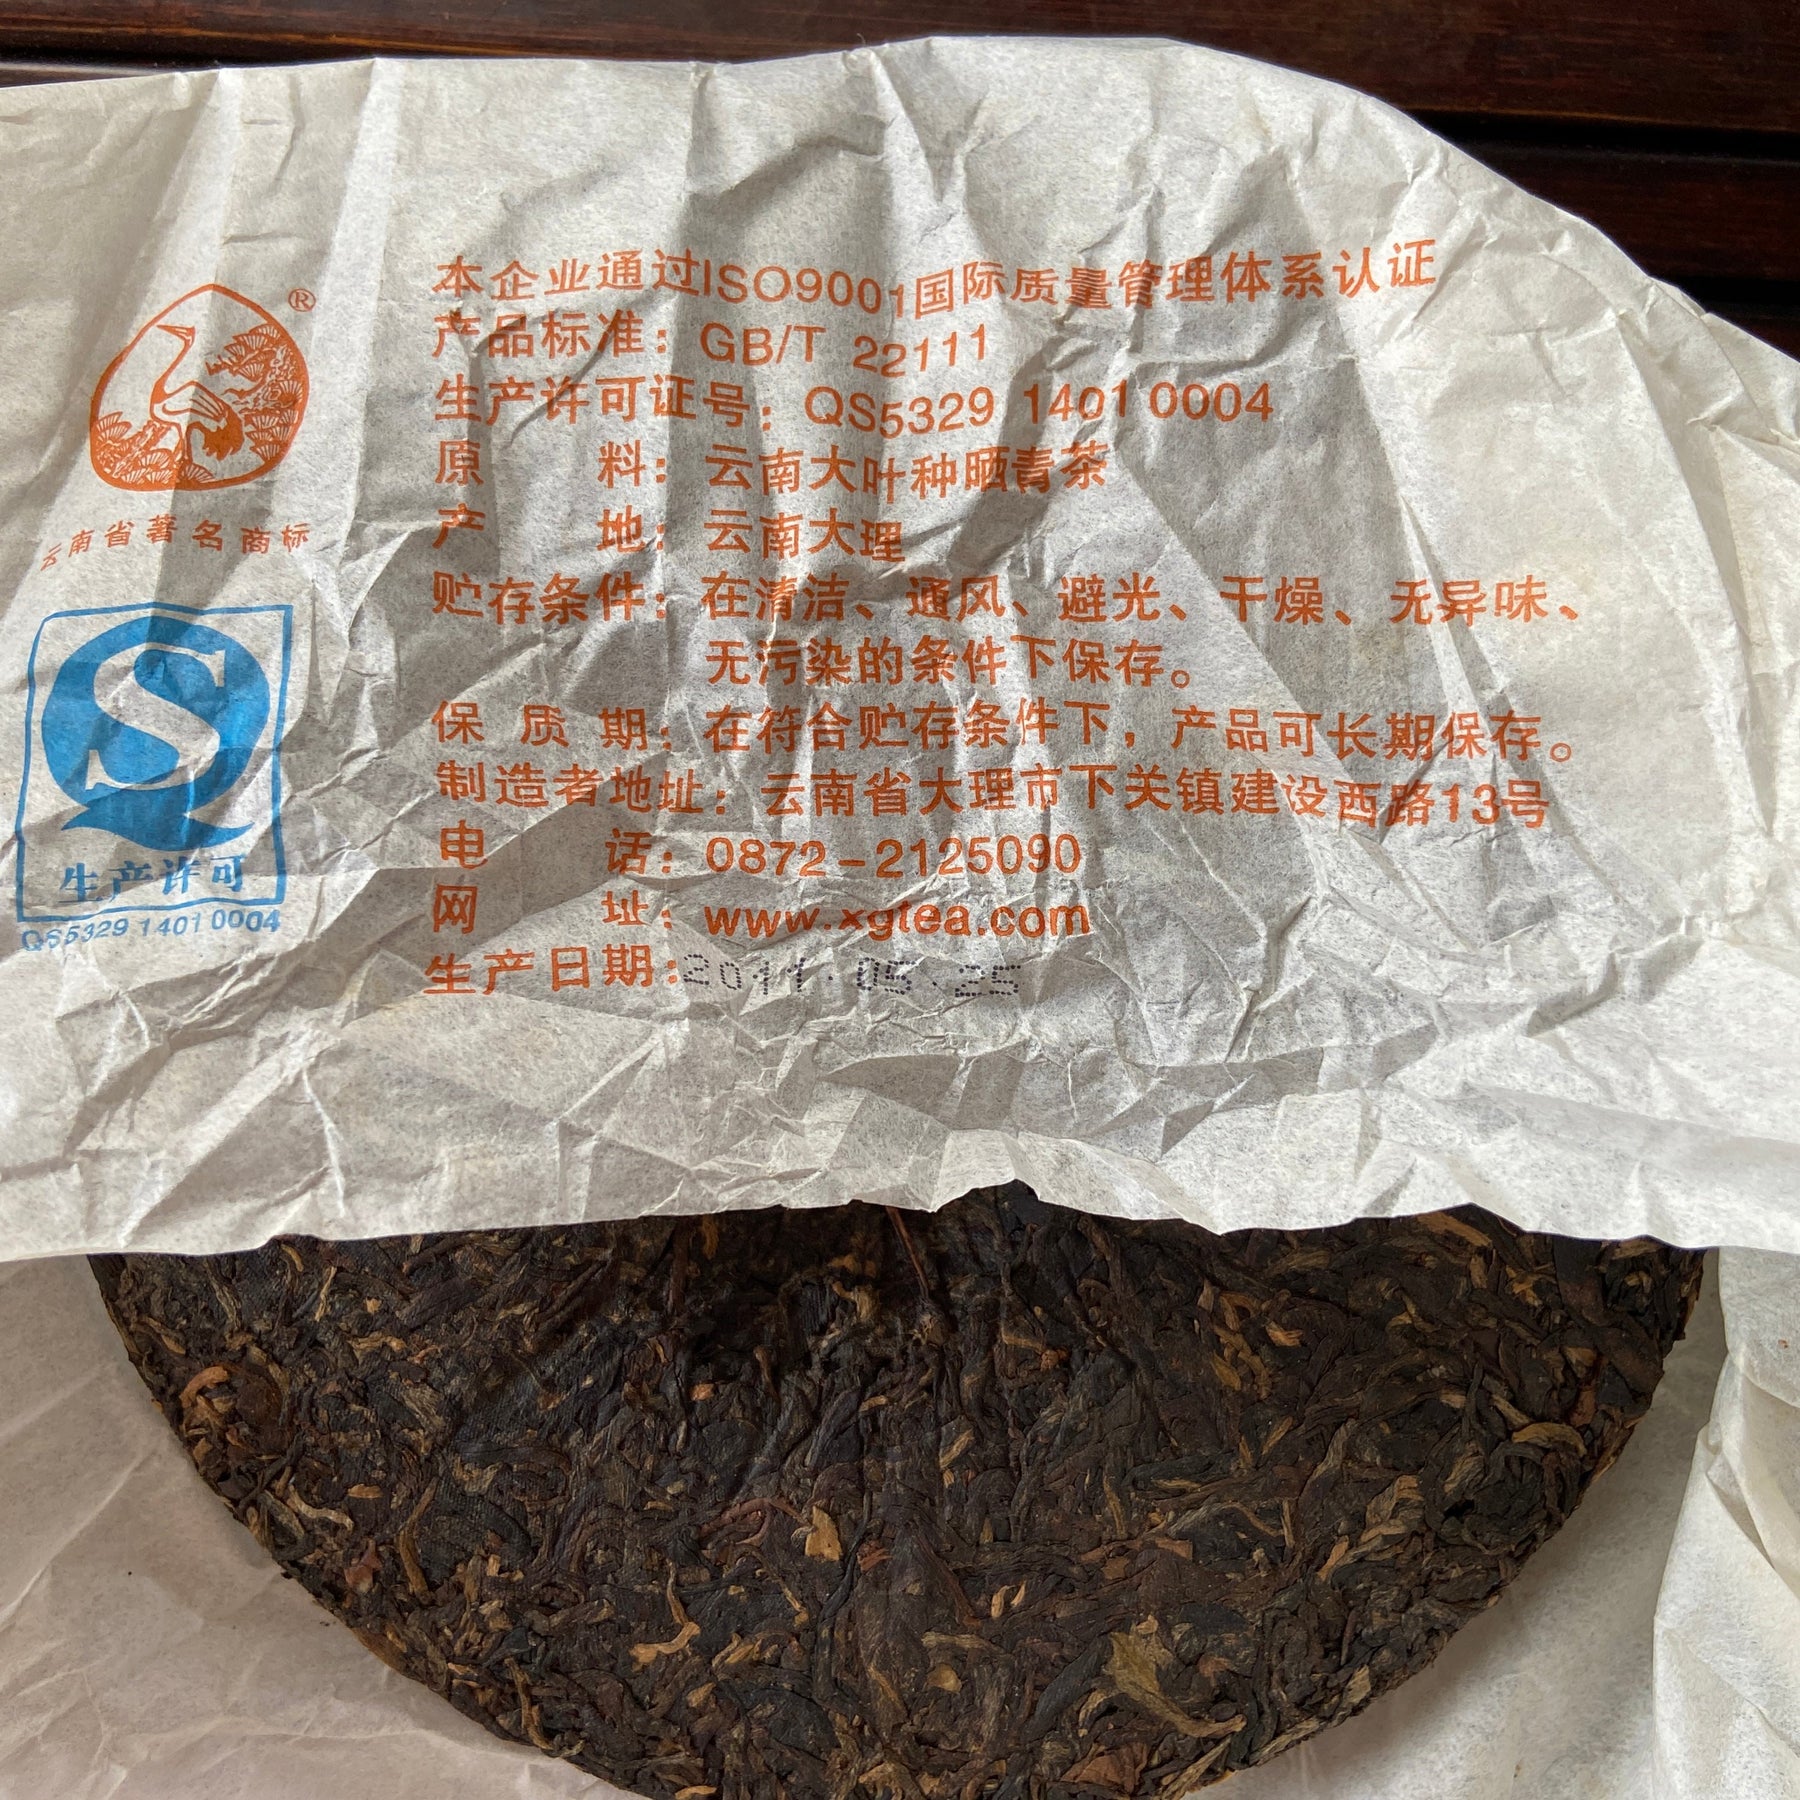 本企业通过ISO9001国际质量管理体系认证
产品标准：GB/T 22111
生产许可证号：QS5329 1401 0004
原料：云南大叶种晒青茶
产地：云南大理
贮存条件：在清洁、通风、避光、干燥、无异味、
无污染的条件下保存。
保质期：在符合贮存条件下，产品可长期保存。
制造者地址：云南省大理市下关镇建设西路13号
电话：0872-2125090
网址：www.xgtea.com
生产日期：2011.05.25
®
云南省著名商标
生产许可
QS5329 1401 0004